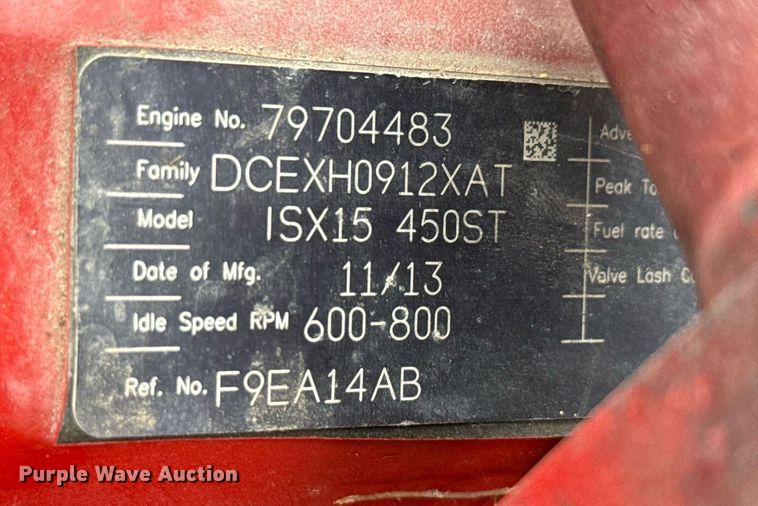 Engine No. 79704483
Family DCEXH0912XAT
Model ISX15 450ST
Date of Mfg. 11/13
Idle Speed RPM 600-800
Ref. No. F9EA14AB
Peak
Fuel rate
Valve Lash
Purple Wave Auction